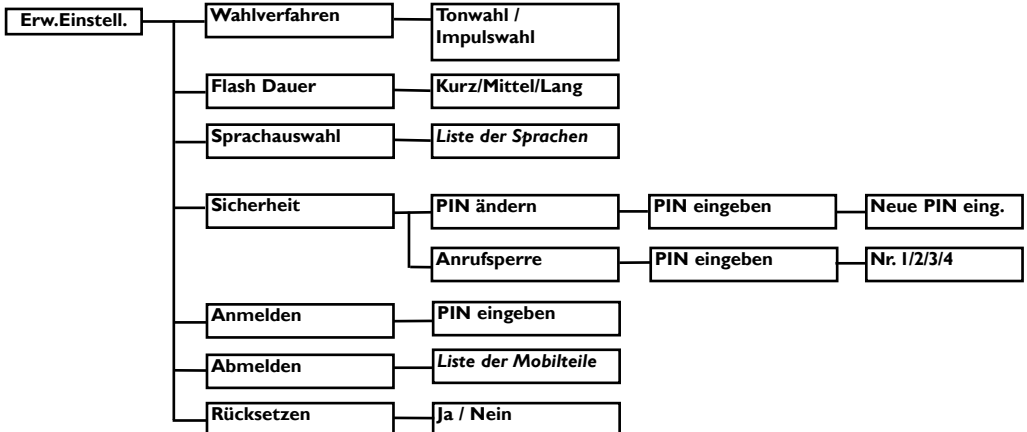 Erw.Einstell.
Wahlverfahren
Tonwahl /
Impulswahl
Flash Dauer
Kurz/Mittel/Lang
Sprachauswahl
Liste der Sprachen
Sicherheit
PIN ändern
PIN eingeben
Neue PIN eing.
Anrufsperre
PIN eingeben
Nr. 1/2/3/4
Anmelden
PIN eingeben
Abmelden
Liste der Mobilteile
Rücksetzen
Ja / Nein